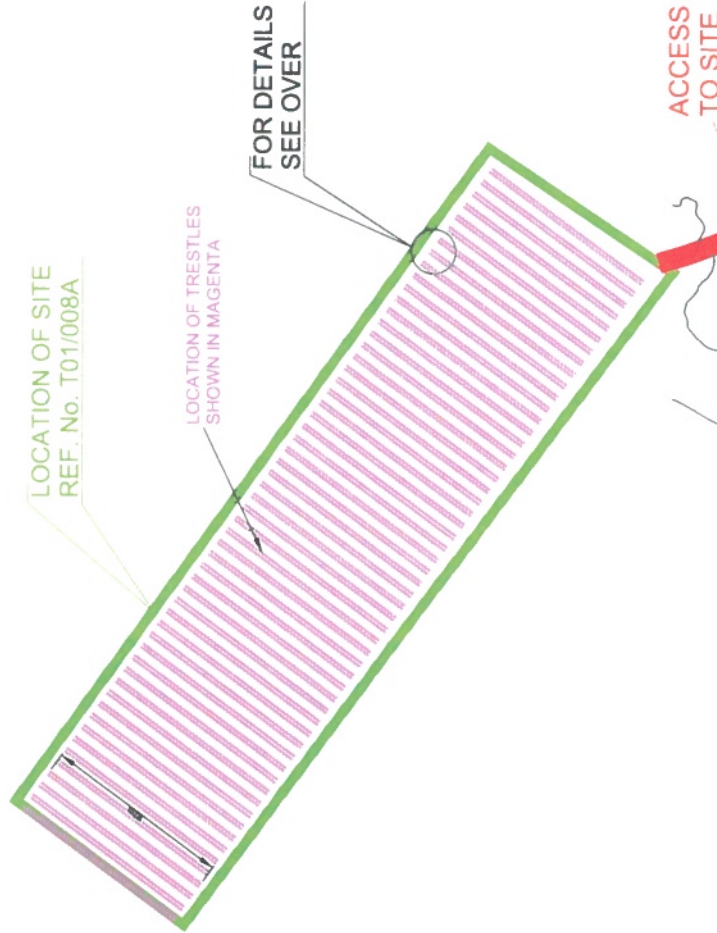 LOCATION OF SITE
REF. No. T01/008A
LOCATION OF TRESTLES
SHOWN IN MAGENTA
FOR DETAILS
SEE OVER
ACCESS
TO SITE